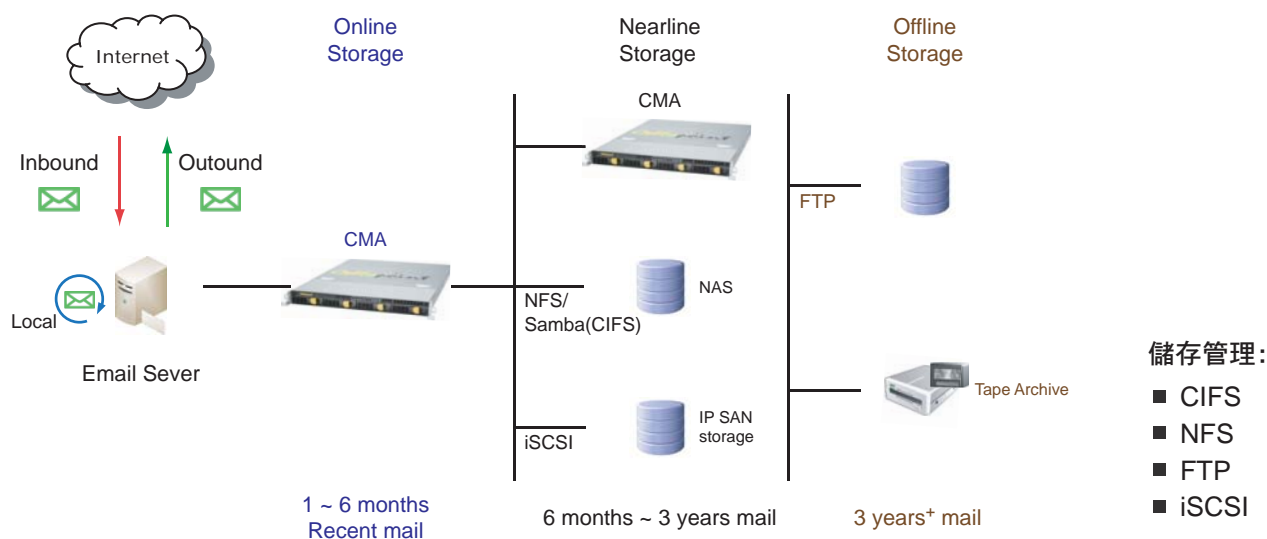 Internet
Online
Storage
Nearline
Storage
Offline
Storage
CMA
Inbound
Outound
FTP
CMA
Local
NFS/
Samba(CIFS)
NAS
Email Sever
儲存管理:
■ CIFS
■ NFS
■ FTP
■ iSCSI
Tape Archive
iSCSI
IP SAN
storage
1 ~ 6 months
Recent mail
6 months ~ 3 years mail
3 years+ mail